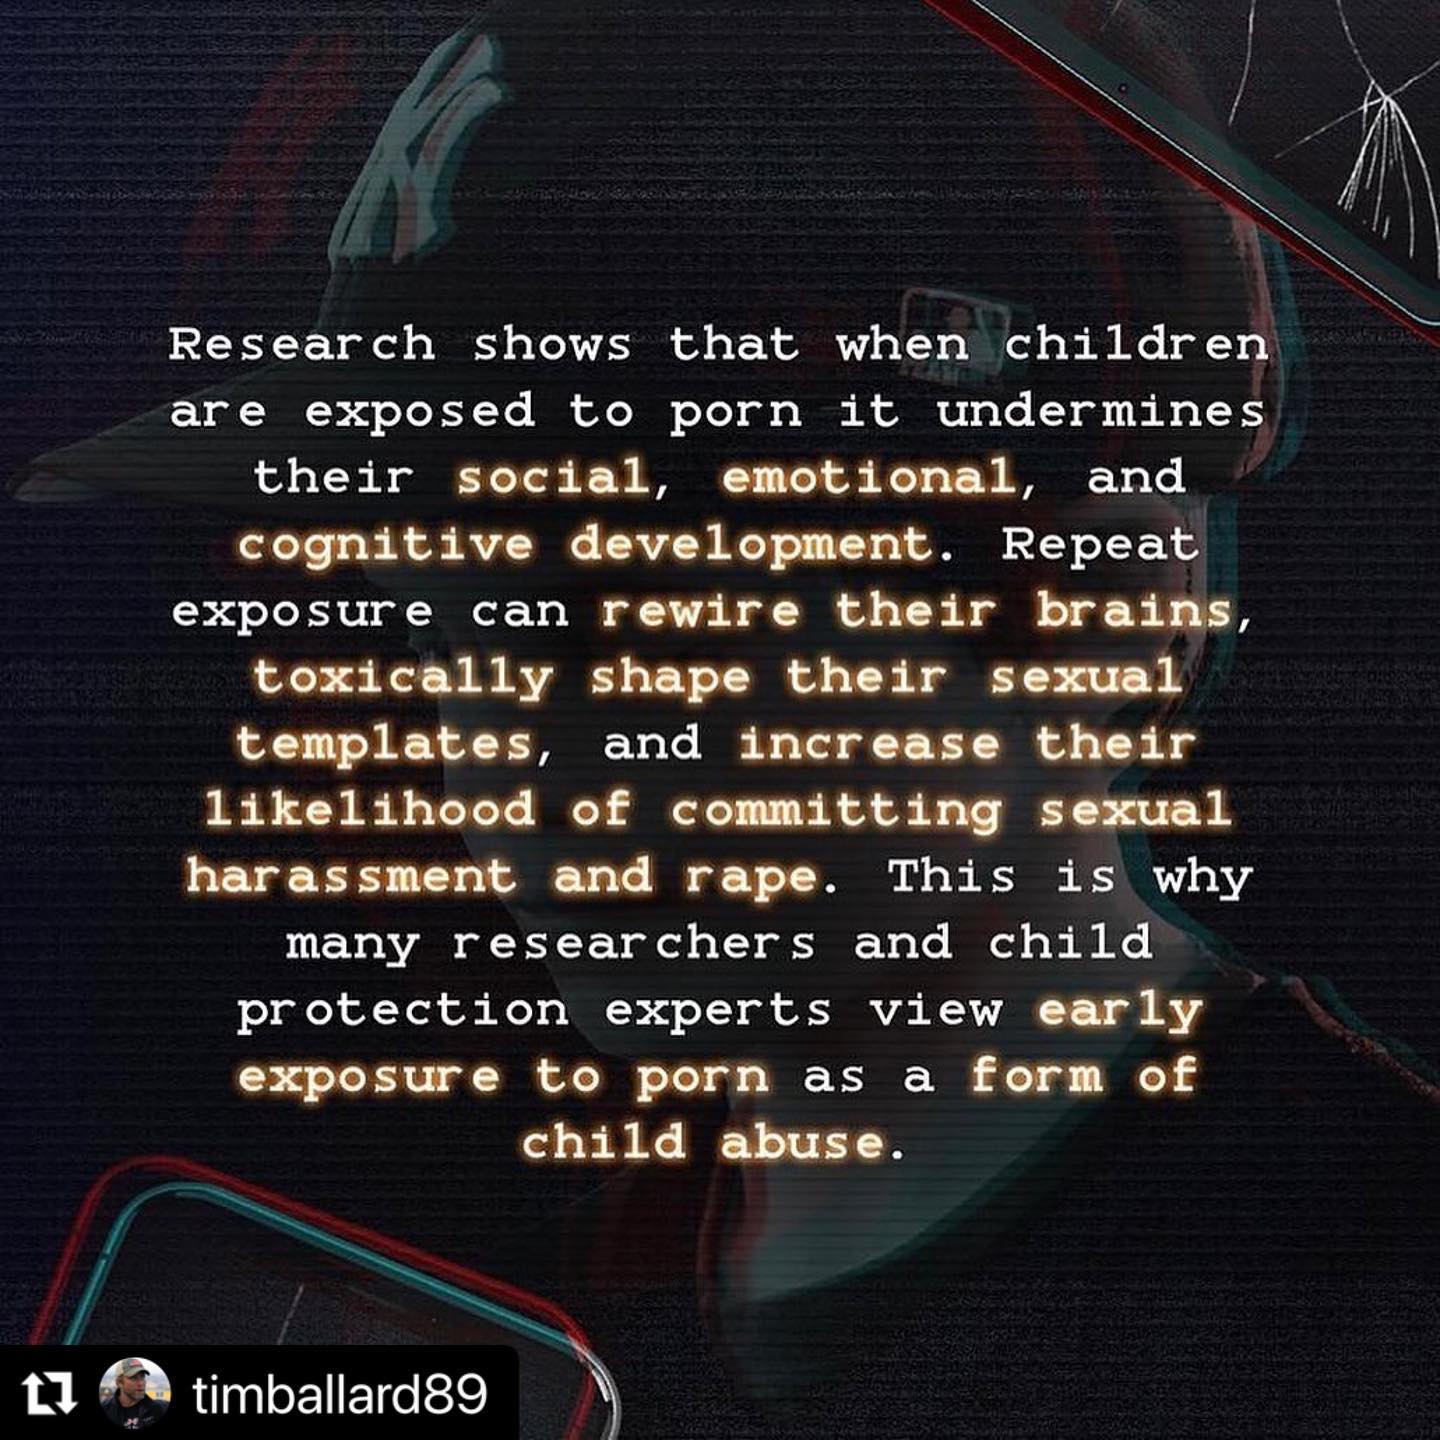 Research shows that when children
are exposed to porn it undermines
their social, emotional, and
cognitive development. Repeat
exposure can rewire their brains,
toxically shape their sexual
templates, and increase their
likelihood of committing sexual
harassment and rape. This is why
many researchers and child
protection experts view early
exposure to porn as a form of
child abuse.
timballard89